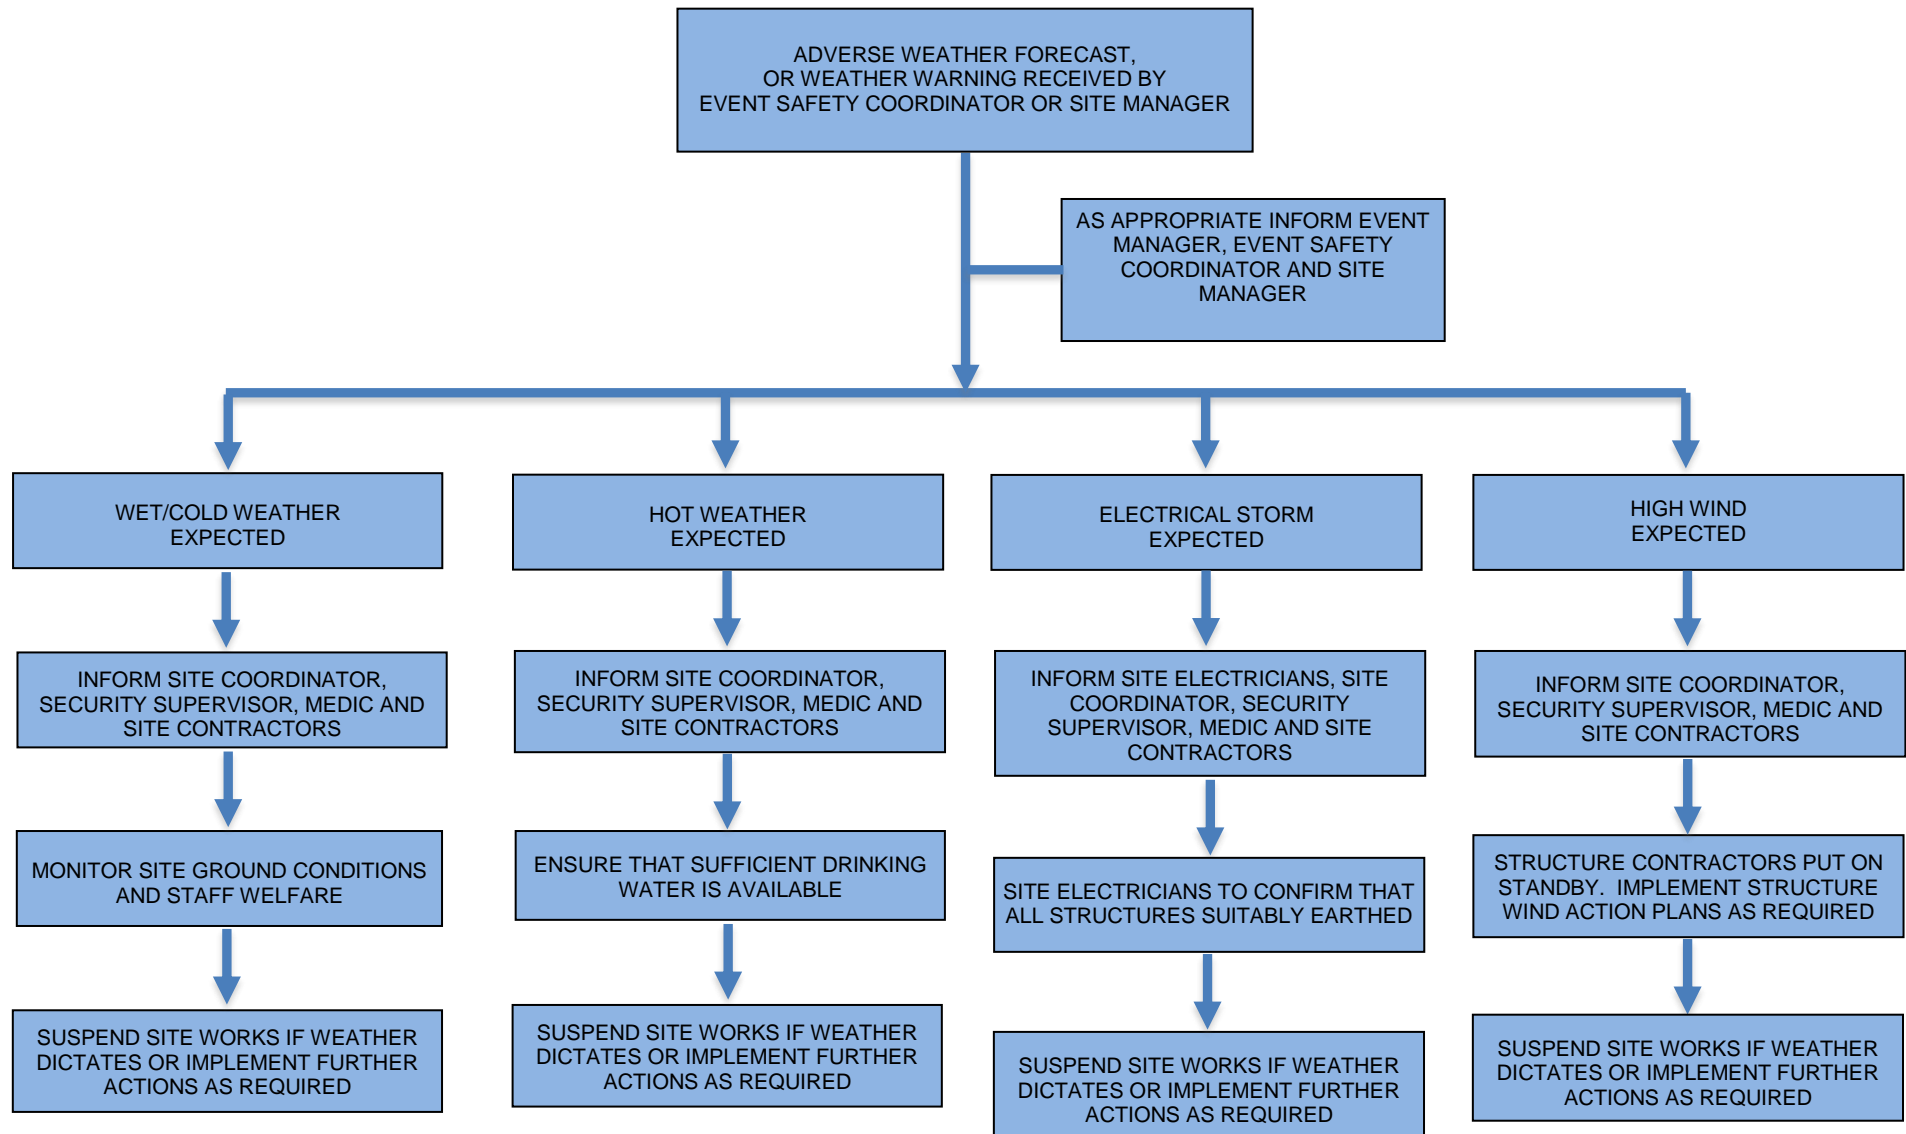 ADVERSE WEATHER FORECAST,
OR WEATHER WARNING RECEIVED BY
EVENT SAFETY COORDINATOR OR SITE MANAGER
AS APPROPRIATE INFORM EVENT
MANAGER, EVENT SAFETY
COORDINATOR AND SITE
MANAGER
WET/COLD WEATHER
EXPECTED
INFORM SITE COORDINATOR,
SECURITY SUPERVISOR, MEDIC AND
SITE CONTRACTORS
MONITOR SITE GROUND CONDITIONS
AND STAFF WELFARE
SUSPEND SITE WORKS IF WEATHER
DICTATES OR IMPLEMENT FURTHER
ACTIONS AS REQUIRED
HOT WEATHER
EXPECTED
INFORM SITE COORDINATOR,
SECURITY SUPERVISOR, MEDIC AND
SITE CONTRACTORS
ENSURE THAT SUFFICIENT DRINKING
WATER IS AVAILABLE
SUSPEND SITE WORKS IF WEATHER
DICTATES OR IMPLEMENT FURTHER
ACTIONS AS REQUIRED
ELECTRICAL STORM
EXPECTED
INFORM SITE ELECTRICIANS, SITE
COORDINATOR, SECURITY
SUPERVISOR, MEDIC AND SITE
CONTRACTORS
SITE ELECTRICIANS TO CONFIRM THAT
ALL STRUCTURES SUITABLY EARTHED
SUSPEND SITE WORKS IF WEATHER
DICTATES OR IMPLEMENT FURTHER
ACTIONS AS REQUIRED
HIGH WIND
EXPECTED
INFORM SITE COORDINATOR,
SECURITY SUPERVISOR, MEDIC AND
SITE CONTRACTORS
STRUCTURE CONTRACTORS PUT ON
STANDBY.  IMPLEMENT STRUCTURE
WIND ACTION PLANS AS REQUIRED
SUSPEND SITE WORKS IF WEATHER
DICTATES OR IMPLEMENT FURTHER
ACTIONS AS REQUIRED